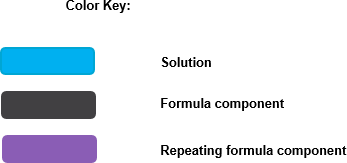 Color Key:
Solution
Formula component
Repeating formula component